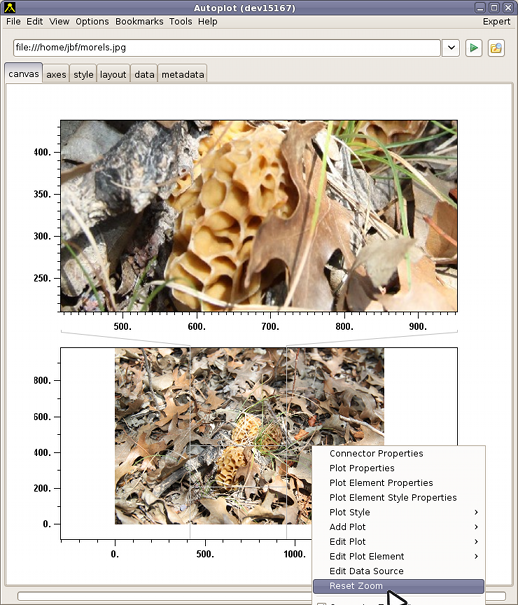 Autoplot (dev15167)
File Edit View Options Bookmarks Tools Help Expert
file:///home/jbf/morels.jpg
canvas axes style layout data metadata
400.
350.
300.
250.
500. 600. 700. 800. 900.
800.
600.
400.
200.
0.
0. 500. 1000.
Connector Properties
Plot Properties
Plot Element Properties
Plot Element Style Properties
Plot Style
Add Plot
Edit Plot
Edit Plot Element
Edit Data Source
Reset Zoom